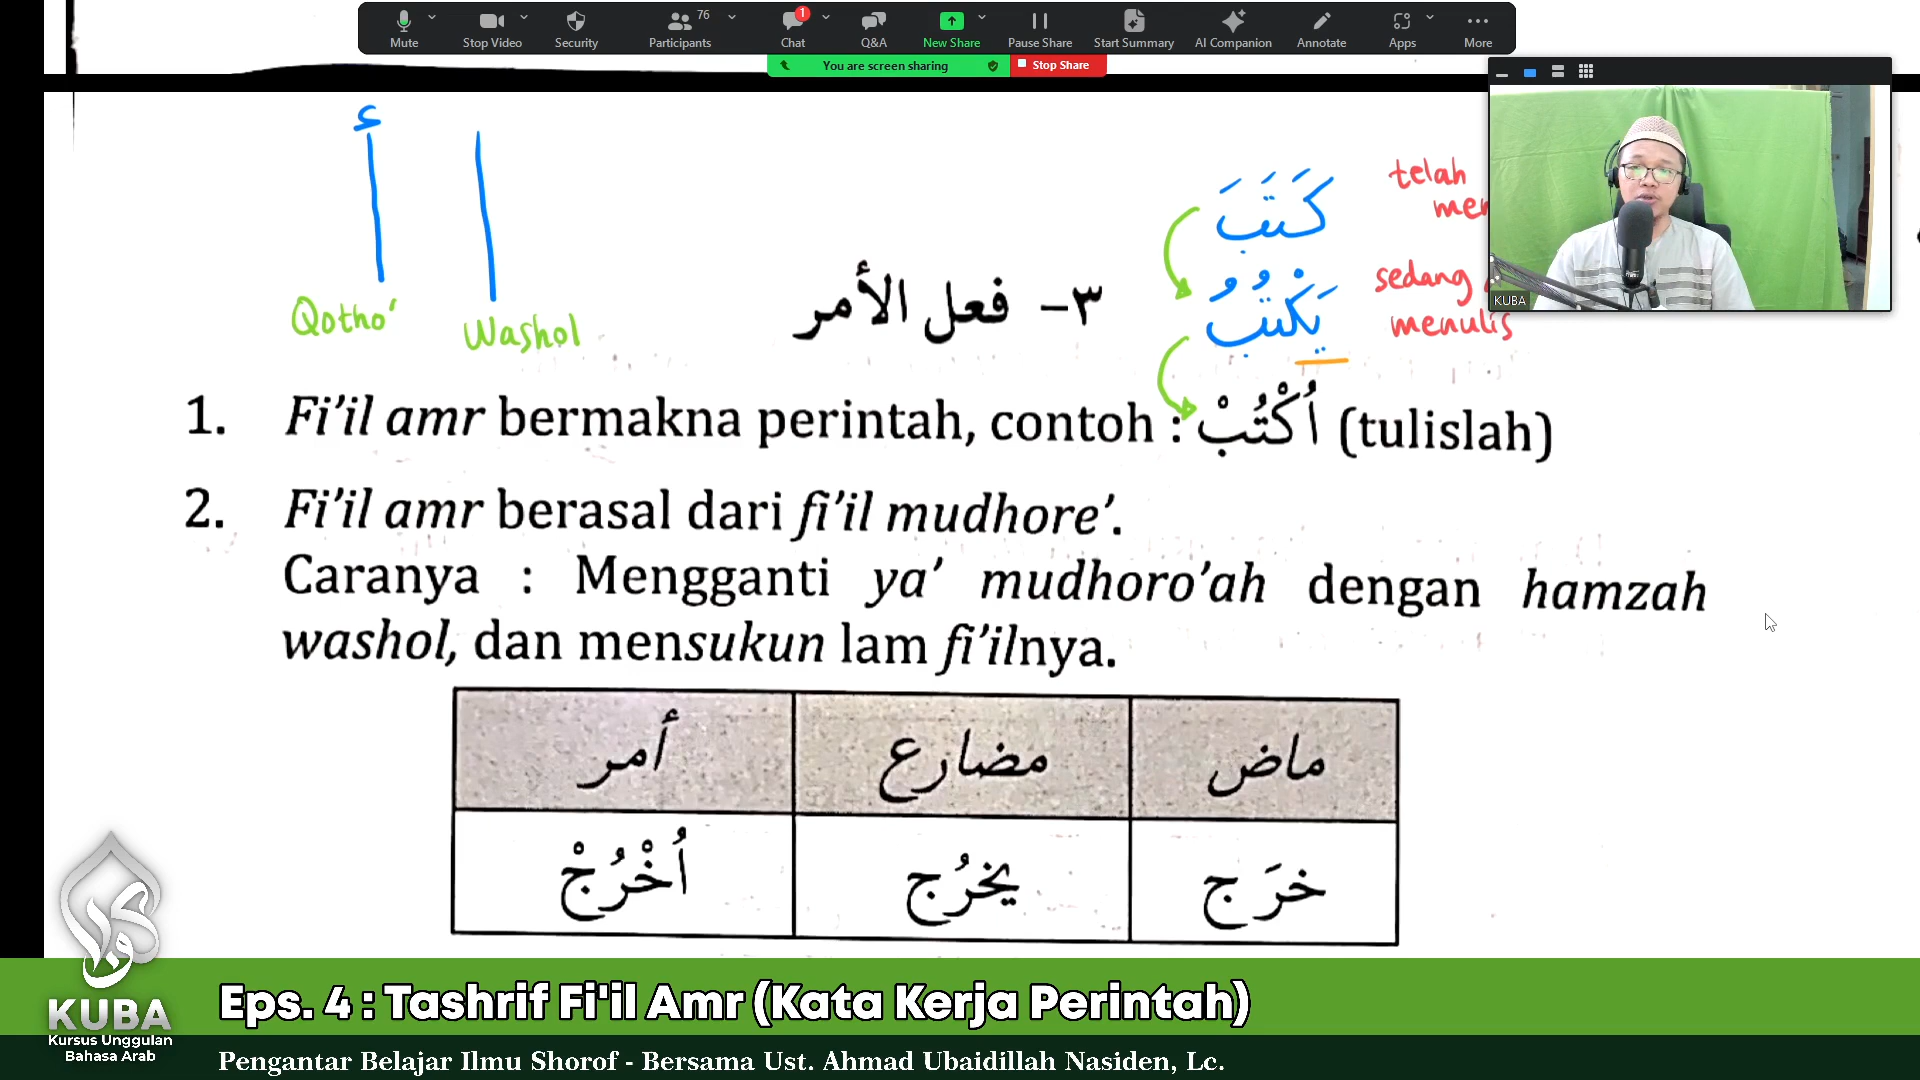 Mute
Stop Video
Security
Participants 76
Chat 1
Q&A
New Share
Pause Share
Start Summary
AI Companion
Annotate
Apps
More
You are screen sharing
Stop Share
KUBA
أ
Qotho'
Washol
كَتَبَ
telah
يَكْتُبُ
sedang
menulis
٣- فعل الأمر
1. Fi'il amr bermakna perintah, contoh : اُكْتُبْ (tulislah)
2. Fi'il amr berasal dari fi'il mudhore'.
Caranya : Mengganti ya' mudhoro'ah dengan hamzah
washol, dan mensukun lam fi'ilnya.
ماض مضارع أمر
خرَج يخرُج اُخْرُجْ
KUBA
Kursus Unggulan
Bahasa Arab
Eps. 4 : Tashrif Fi'il Amr (Kata Kerja Perintah)
Pengantar Belajar Ilmu Shorof - Bersama Ust. Ahmad Ubaidillah Nasiden, Lc.